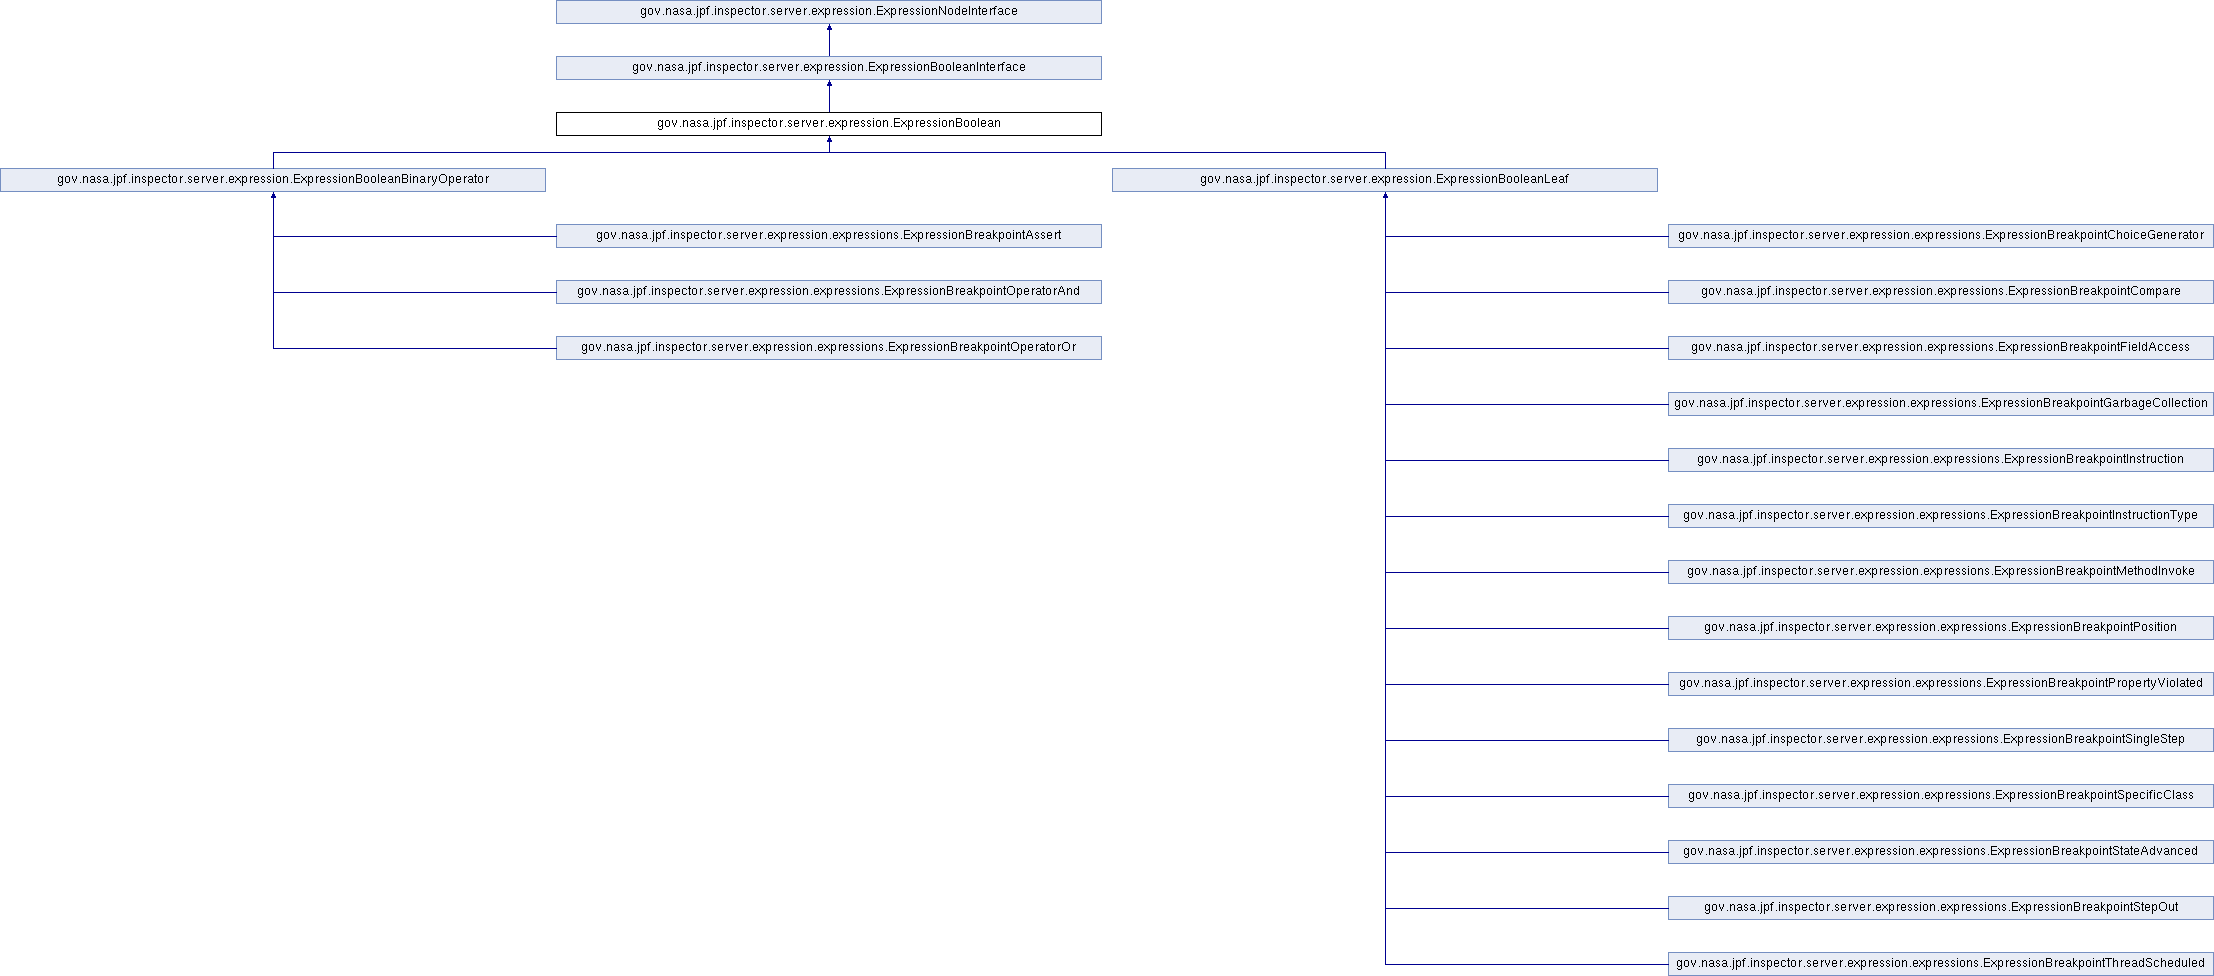 gov.nasa.jpf.inspector.server.expression.ExpressionNodeInterface
gov.nasa.jpf.inspector.server.expression.ExpressionBooleanInterface
gov.nasa.jpf.inspector.server.expression.ExpressionBoolean
gov.nasa.jpf.inspector.server.expression.ExpressionBooleanBinaryOperator
gov.nasa.jpf.inspector.server.expression.ExpressionBooleanLeaf
gov.nasa.jpf.inspector.server.expression.expressions.ExpressionBreakpointAssert
gov.nasa.jpf.inspector.server.expression.expressions.ExpressionBreakpointOperatorAnd
gov.nasa.jpf.inspector.server.expression.expressions.ExpressionBreakpointOperatorOr
gov.nasa.jpf.inspector.server.expression.expressions.ExpressionBreakpointChoiceGenerator
gov.nasa.jpf.inspector.server.expression.expressions.ExpressionBreakpointCompare
gov.nasa.jpf.inspector.server.expression.expressions.ExpressionBreakpointFieldAccess
gov.nasa.jpf.inspector.server.expression.expressions.ExpressionBreakpointGarbageCollection
gov.nasa.jpf.inspector.server.expression.expressions.ExpressionBreakpointInstruction
gov.nasa.jpf.inspector.server.expression.expressions.ExpressionBreakpointInstructionType
gov.nasa.jpf.inspector.server.expression.expressions.ExpressionBreakpointMethodInvoke
gov.nasa.jpf.inspector.server.expression.expressions.ExpressionBreakpointPosition
gov.nasa.jpf.inspector.server.expression.expressions.ExpressionBreakpointPropertyViolated
gov.nasa.jpf.inspector.server.expression.expressions.ExpressionBreakpointSingleStep
gov.nasa.jpf.inspector.server.expression.expressions.ExpressionBreakpointSpecificClass
gov.nasa.jpf.inspector.server.expression.expressions.ExpressionBreakpointStateAdvanced
gov.nasa.jpf.inspector.server.expression.expressions.ExpressionBreakpointStepOut
gov.nasa.jpf.inspector.server.expression.expressions.ExpressionBreakpointThreadScheduled